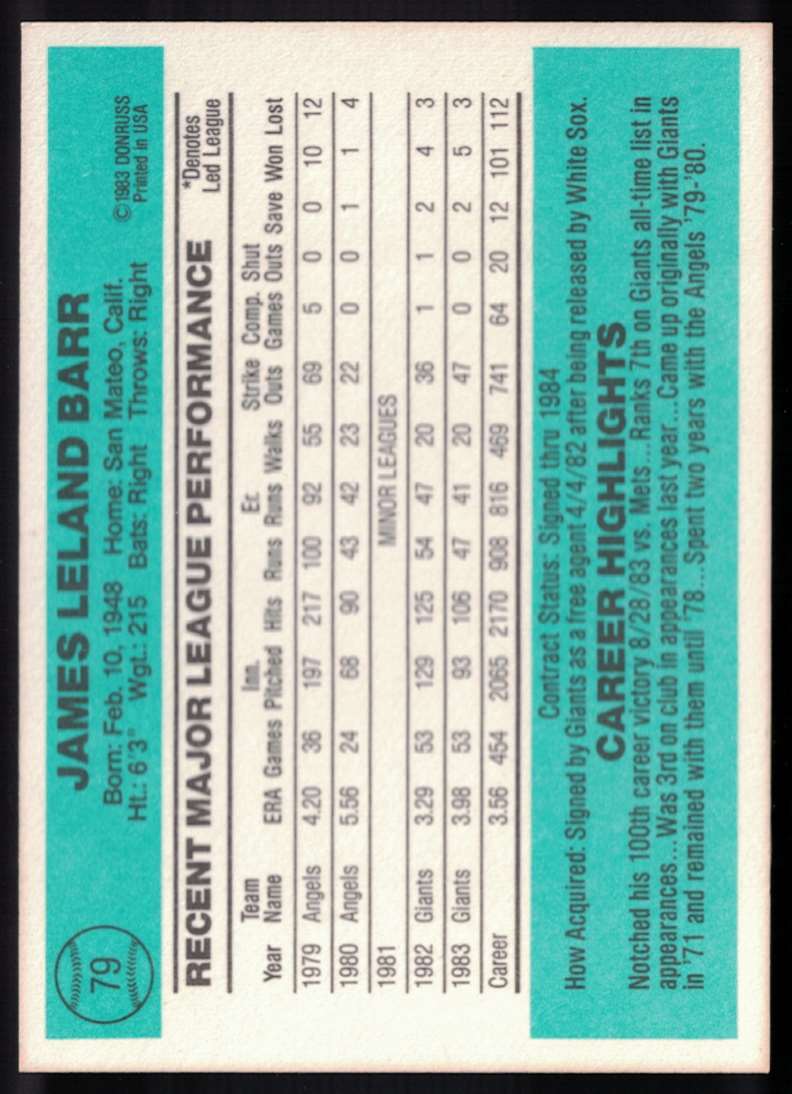 79
JAMES LELAND BARR
©1983 DONRUSS
Printed in USA
Born: Feb. 10, 1948 Home: San Mateo, Calif.
Ht.: 6'3" Wgt.: 215 Bats: Right Throws: Right
RECENT MAJOR LEAGUE PERFORMANCE
*Denotes
Led League
Team Inn. Er. Strike Comp. Shut
Year Name ERA Games Pitched Hits Runs Runs Walks Outs Games Outs Save Won Lost
1979 Angels 4.20 36 197 217 100 92 55 69 5 0 0 10 12
1980 Angels 5.56 24 68 90 43 42 23 22 0 0 1 1 4
1981 MINOR LEAGUES
1982 Giants 3.29 53 129 125 54 47 20 36 1 1 2 4 3
1983 Giants 3.98 53 93 106 47 41 20 47 0 0 2 5 3
Career 3.56 454 2065 2170 908 816 469 741 64 20 12 101 112
Contract Status: Signed thru 1984
How Acquired: Signed by Giants as a free agent 4/4/82 after being released by White Sox.
CAREER HIGHLIGHTS
Notched his 100th career victory 8/28/83 vs. Mets...Ranks 7th on Giants all-time list in
appearances...Was 3rd on club in appearances last year...Came up originally with Giants
in '71 and remained with them until '78...Spent two years with the Angels '79-'80.